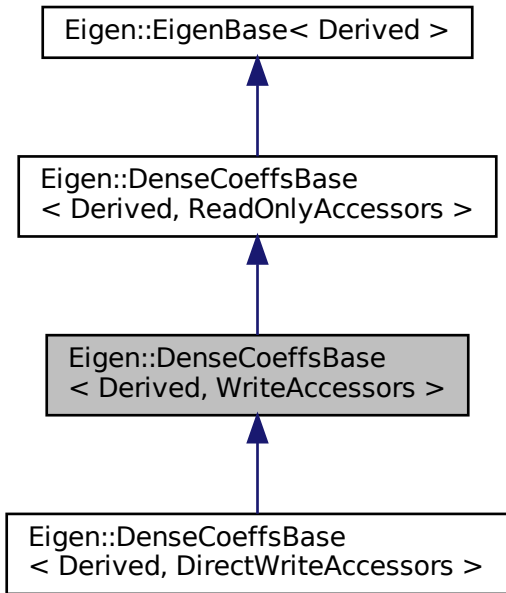 Eigen::EigenBase< Derived >
Eigen::DenseCoeffsBase
< Derived, ReadOnlyAccessors >
Eigen::DenseCoeffsBase
< Derived, WriteAccessors >
Eigen::DenseCoeffsBase
< Derived, DirectWriteAccessors >